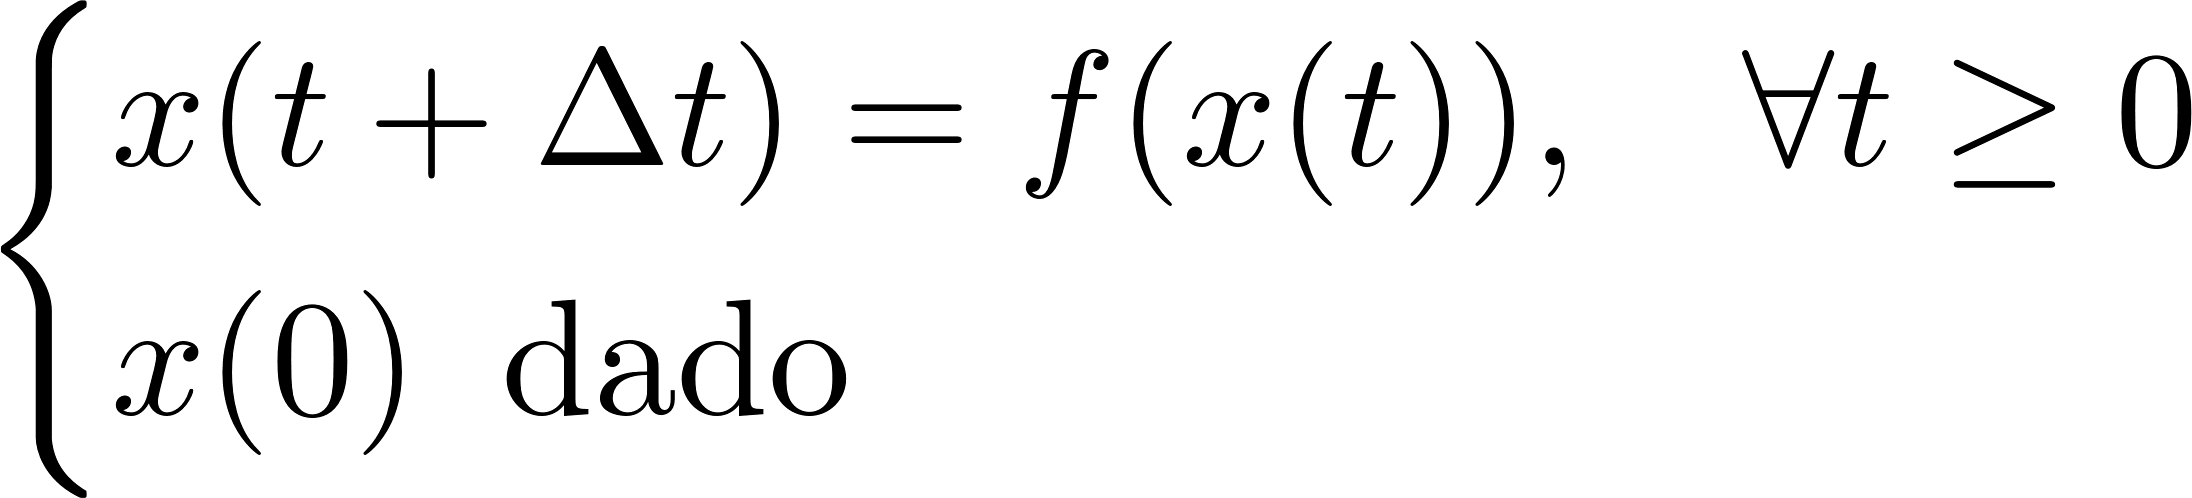 x(t + Δt) = f(x(t)), ∀t ≥ 0
x(0) dado